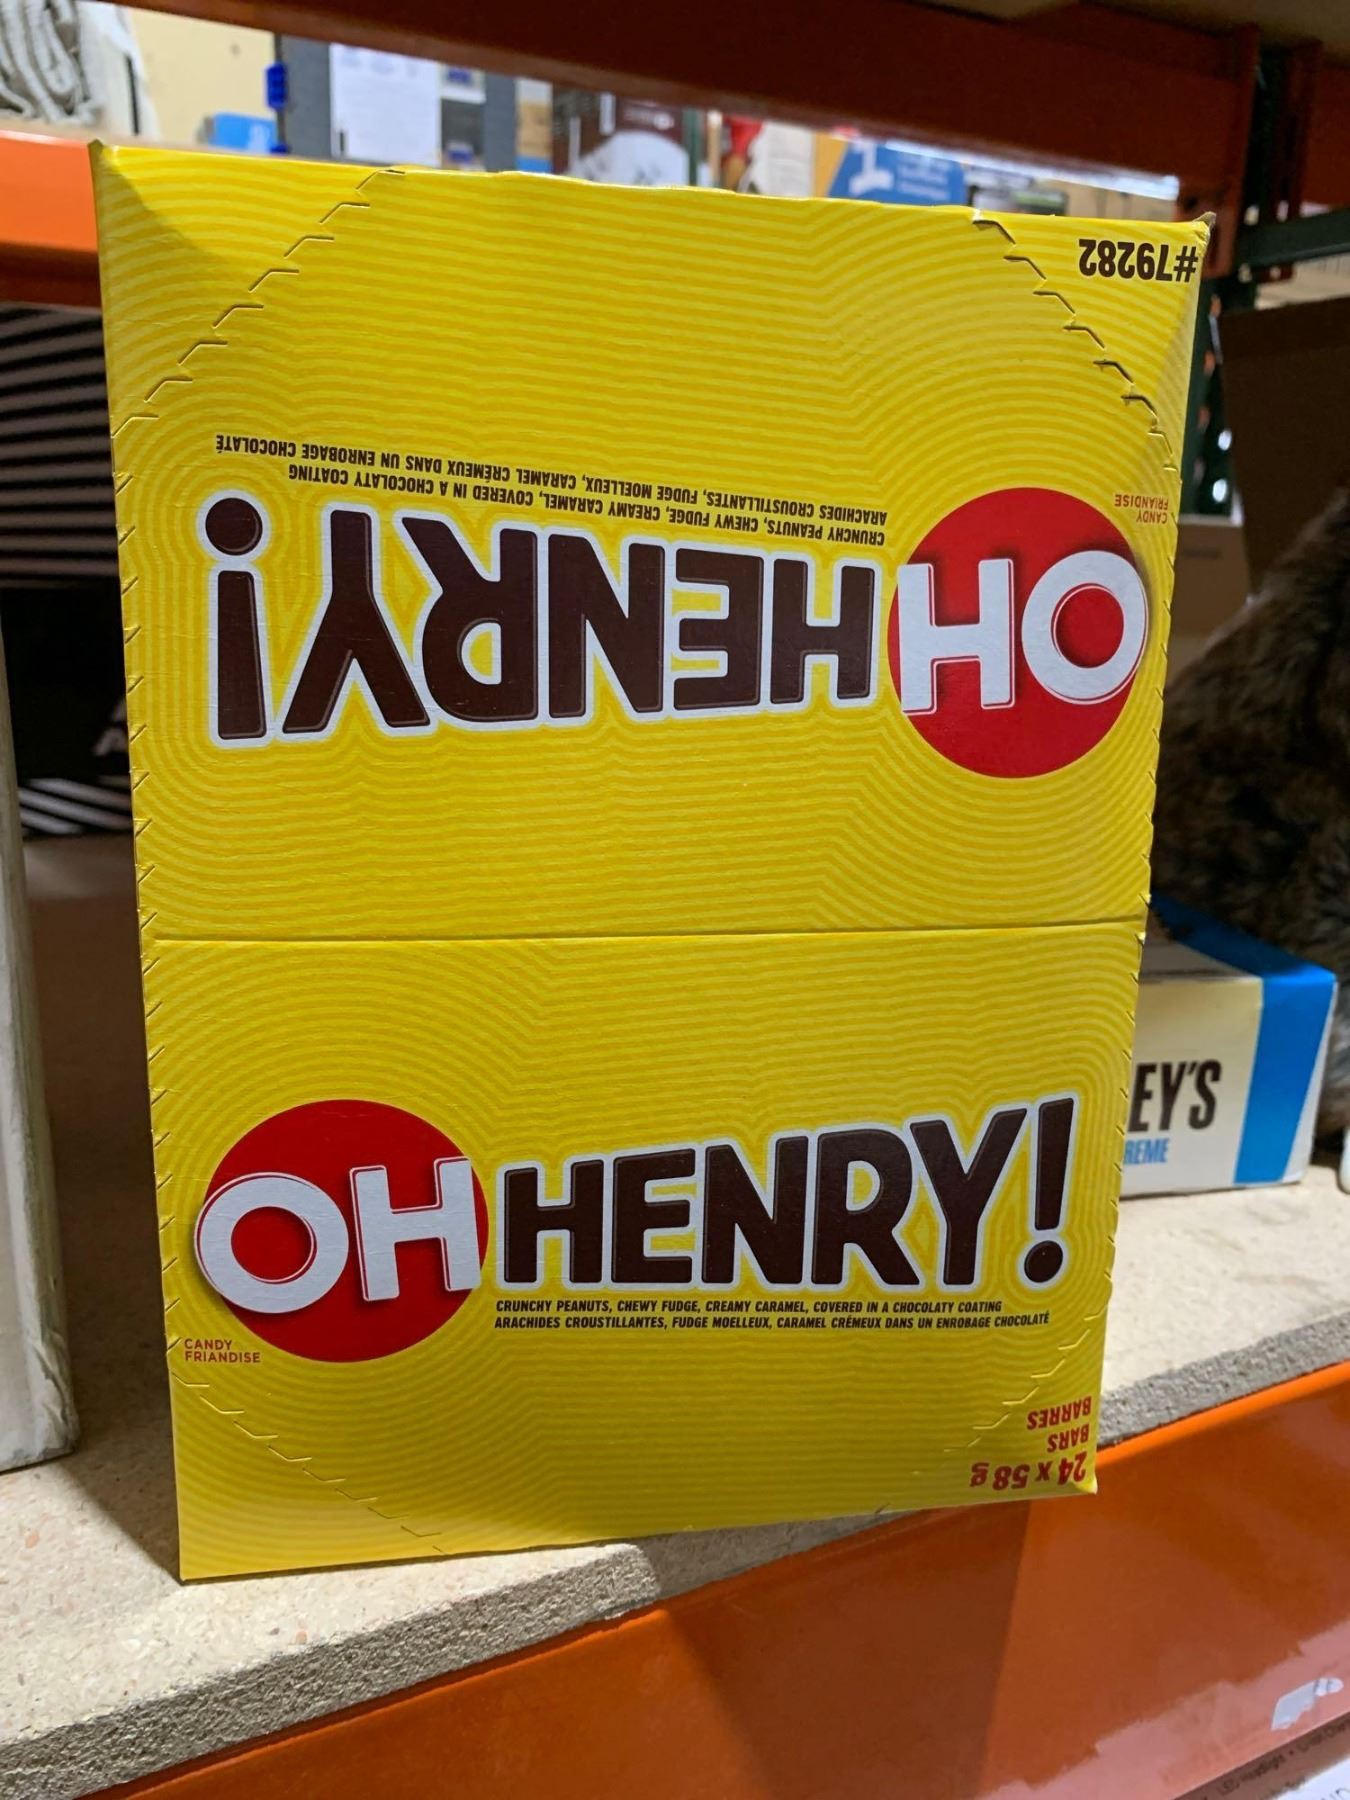 #79282
CANDY
FRIANDISE
CRUNCHY PEANUTS, CHEWY FUDGE, CREAMY CARAMEL, COVERED IN A CHOCOLATY COATING
ARACHIDES CROUSTILLANTES, FUDGE MOELLEUX, CARAMEL CRÉMEUX DANS UN ENROBAGE CHOCOLATÉ
OH HENRY!
OH HENRY!
CRUNCHY PEANUTS, CHEWY FUDGE, CREAMY CARAMEL, COVERED IN A CHOCOLATY COATING
ARACHIDES CROUSTILLANTES, FUDGE MOELLEUX, CARAMEL CRÉMEUX DANS UN ENROBAGE CHOCOLATÉ
CANDY
FRIANDISE
24 x 58 g
BARS
BARRES
EY'S
REME